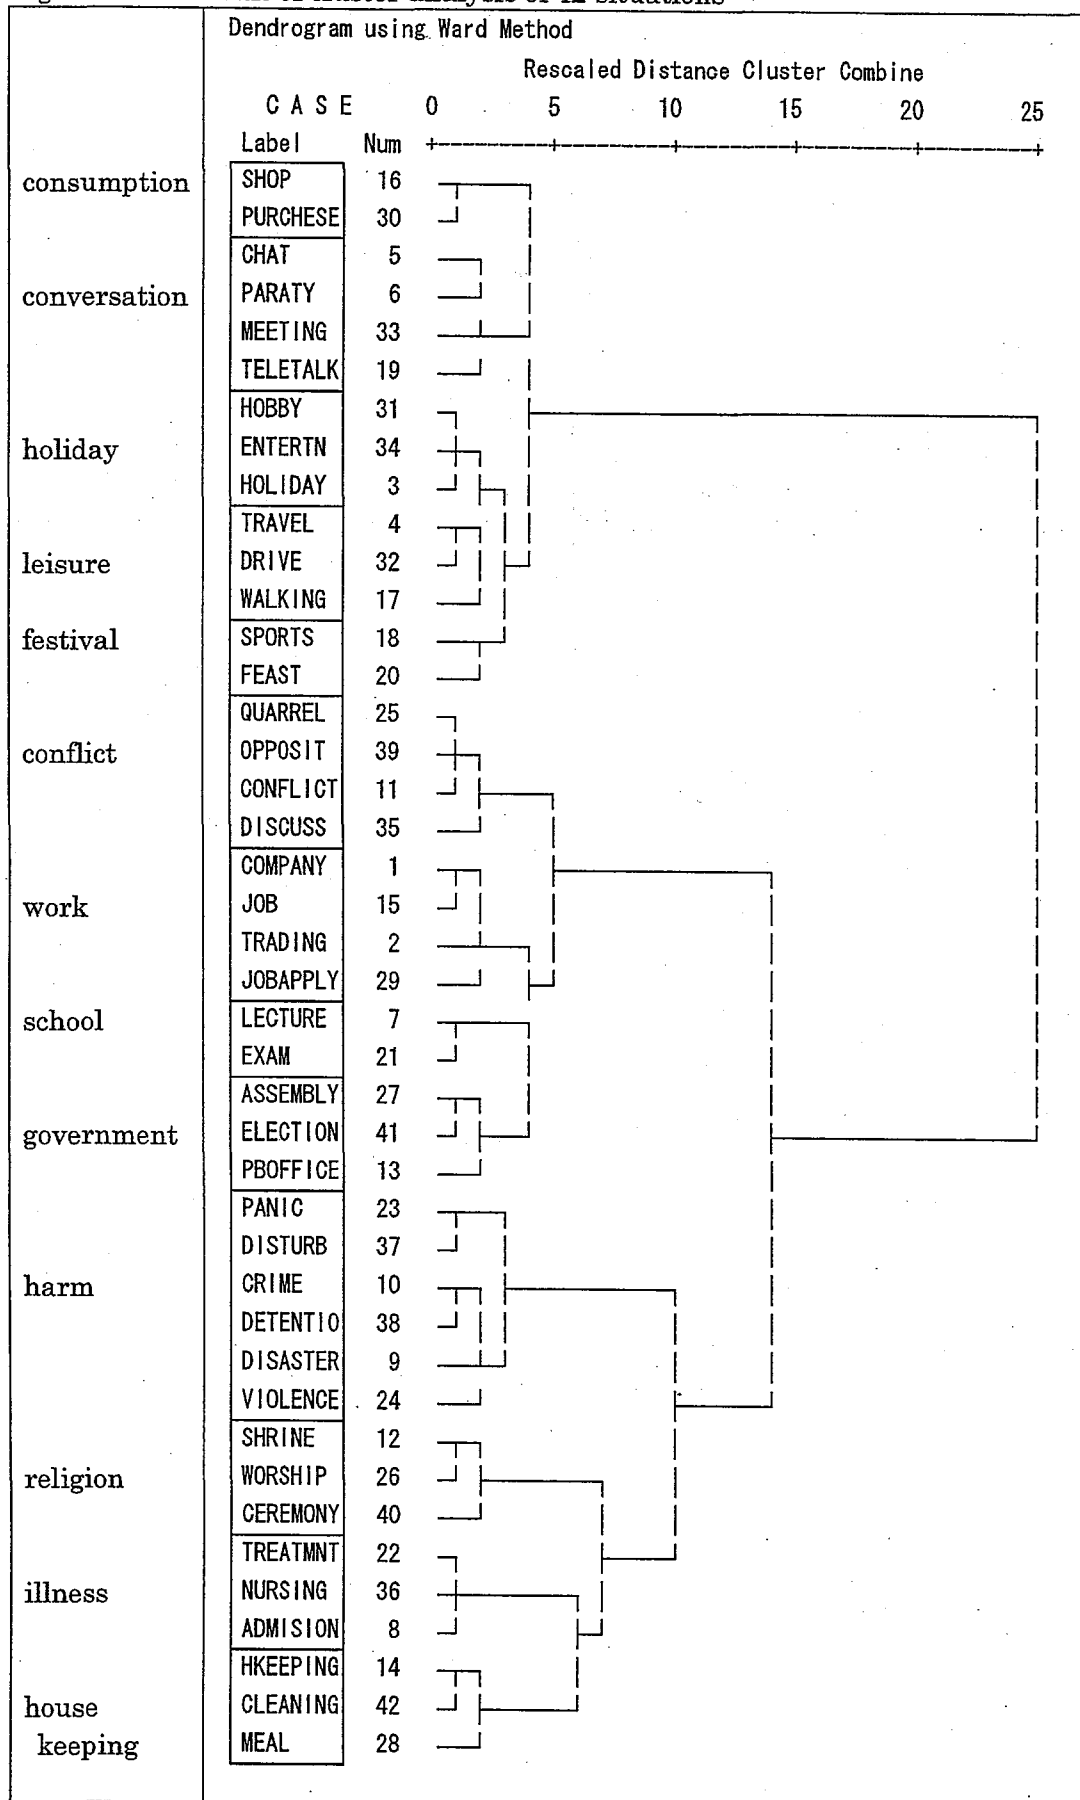 Dendrogram using Ward Method
Rescaled Distance Cluster Combine
C A S E 0 5 10 15 20 25
Label Num +---------+---------+---------+---------+---------+
consumption SHOP 16
PURCHESE 30
CHAT 5
conversation PARATY 6
MEETING 33
TELETALK 19
HOBBY 31
holiday ENTERTN 34
HOLIDAY 3
TRAVEL 4
leisure DRIVE 32
WALKING 17
festival SPORTS 18
FEAST 20
QUARREL 25
conflict OPPOSIT 39
CONFLICT 11
DISCUSS 35
COMPANY 1
work JOB 15
TRADING 2
JOBAPPLY 29
school LECTURE 7
EXAM 21
ASSEMBLY 27
government ELECTION 41
PBOFFICE 13
PANIC 23
DISTURB 37
harm CRIME 10
DETENTIO 38
DISASTER 9
VIOLENCE 24
SHRINE 12
religion WORSHIP 26
CEREMONY 40
TREATMNT 22
illness NURSING 36
ADMISION 8
HKEEPING 14
house CLEANING 42
keeping MEAL 28